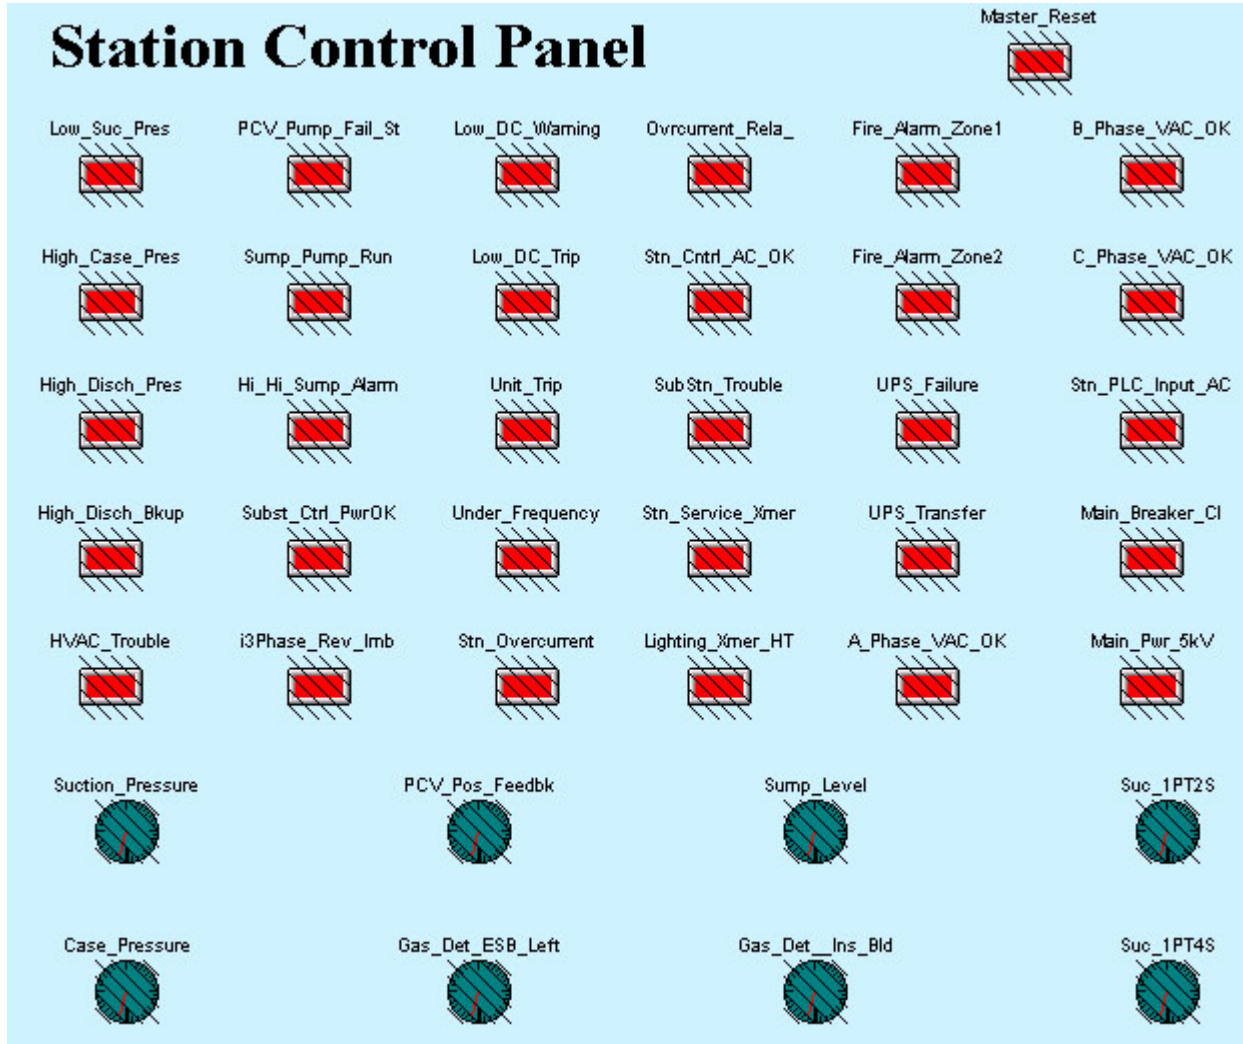 Master_Reset
Station Control Panel
Low_Suc_Pres PCV_Pump_Fail_St Low_DC_Warning Ovrcurrent_Rela_ Fire_Alarm_Zone1 B_Phase_VAC_OK
High_Case_Pres Sump_Pump_Run Low_DC_Trip Stn_Cntrl_AC_OK Fire_Alarm_Zone2 C_Phase_VAC_OK
High_Disch_Pres Hi_Hi_Sump_Alarm Unit_Trip SubStn_Trouble UPS_Failure Stn_PLC_Input_AC
High_Disch_Bkup Subst_Ctrl_PwrOK Under_Frequency Stn_Service_Xmer UPS_Transfer Main_Breaker_Cl
HVAC_Trouble i3Phase_Rev_Imb Stn_Overcurrent Lighting_Xmer_HT A_Phase_VAC_OK Main_Pwr_5kV
Suction_Pressure PCV_Pos_Feedbk Sump_Level Suc_1PT2S
Case_Pressure Gas_Det_ESB_Left Gas_Det__Ins_Bld Suc_1PT4S